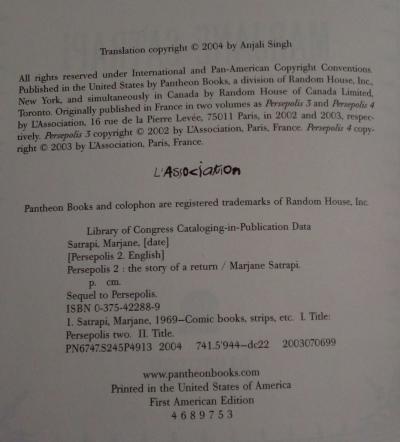 Translation copyright © 2004 by Anjali Singh
All rights reserved under International and Pan-American Copyright Conventions.
Published in the United States by Pantheon Books, a division of Random House, Inc.,
New York, and simultaneously in Canada by Random House of Canada Limited,
Toronto. Originally published in France in two volumes as Persepolis 3 and Persepolis 4
by L'Association, 16 rue de la Pierre Levée, 75011 Paris, in 2002 and 2003, respec-
tively. Persepolis 3 copyright © 2002 by L'Association, Paris, France. Persepolis 4 copy-
right © 2003 by L'Association, Paris, France.
L'ASSOCIATION
Pantheon Books and colophon are registered trademarks of Random House, Inc.
Library of Congress Cataloging-in-Publication Data
Satrapi, Marjane, [date]
[Persepolis 2. English]
Persepolis 2 : the story of a return / Marjane Satrapi.
p. cm.
Sequel to Persepolis.
ISBN 0-375-42288-9
1. Satrapi, Marjane, 1969–Comic books, strips, etc. I. Title:
Persepolis two. II. Title.
PN6747.S245P4913 2004 741.5'944–dc22 2003070699
www.pantheonbooks.com
Printed in the United States of America
First American Edition
4 6 8 9 7 5 3